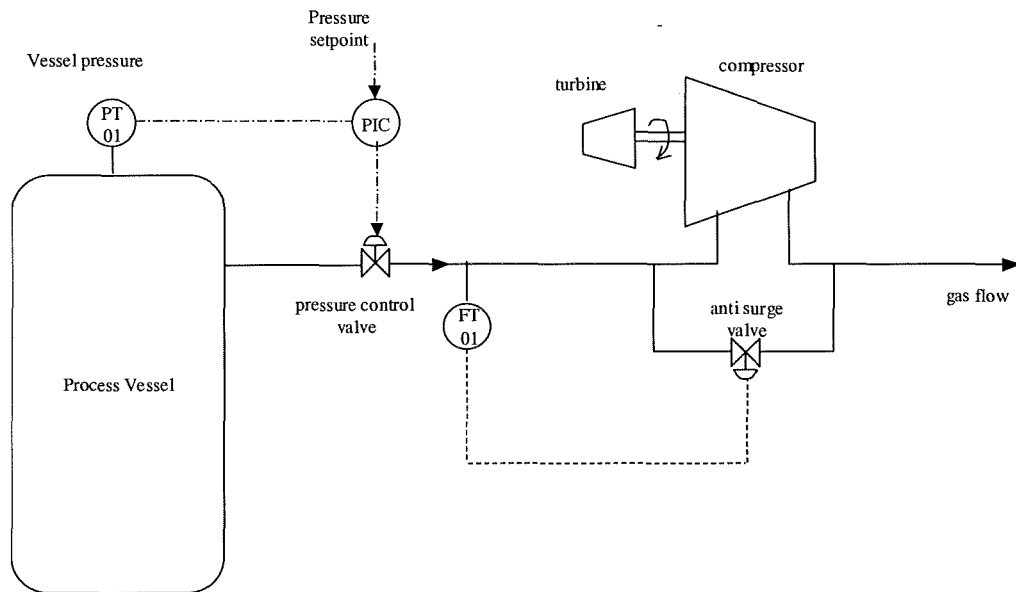 Pressure
setpoint
Vessel pressure
compressor
turbine
PT
01
PIC
pressure control
valve
FT
01
anti surge
valve
gas flow
Process Vessel